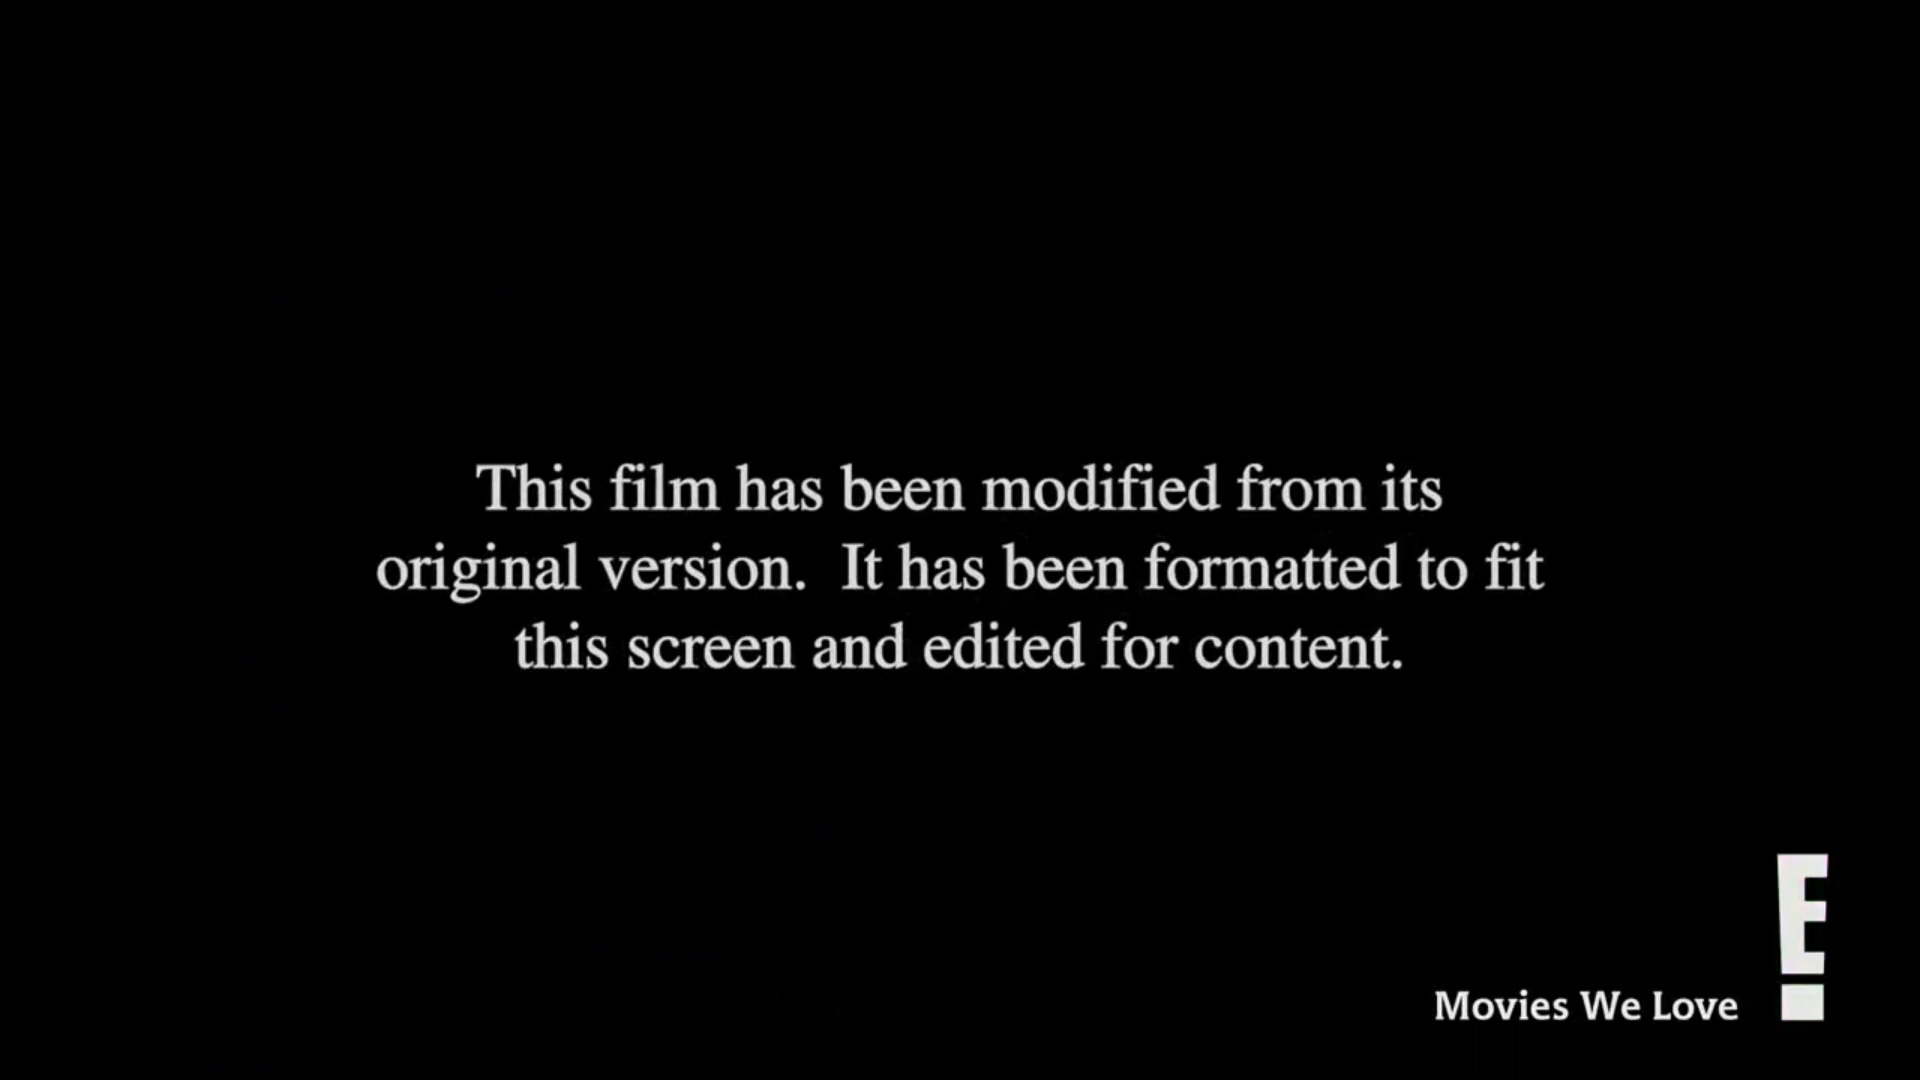 This film has been modified from its
original version.  It has been formatted to fit
this screen and edited for content.
Movies We Love
E!